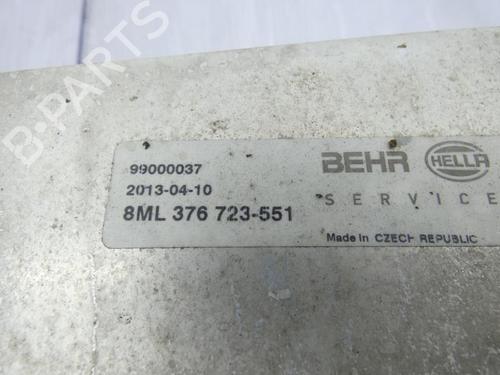 B-PARTS
99000037
2013-04-10
8ML 376 723-551
BEHR HELLA
SERVICE
Made in CZECH REPUBLIC